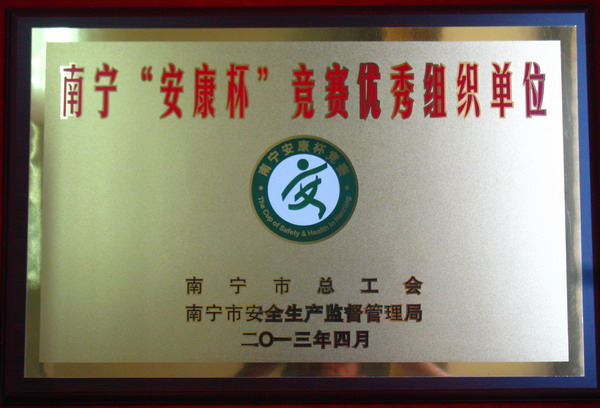 南宁“安康杯”竞赛优秀组织单位
南宁安康杯竞赛
安
The Cup of Safety & Health in Nanning
南宁市总工会
南宁市安全生产监督管理局
二〇一三年四月